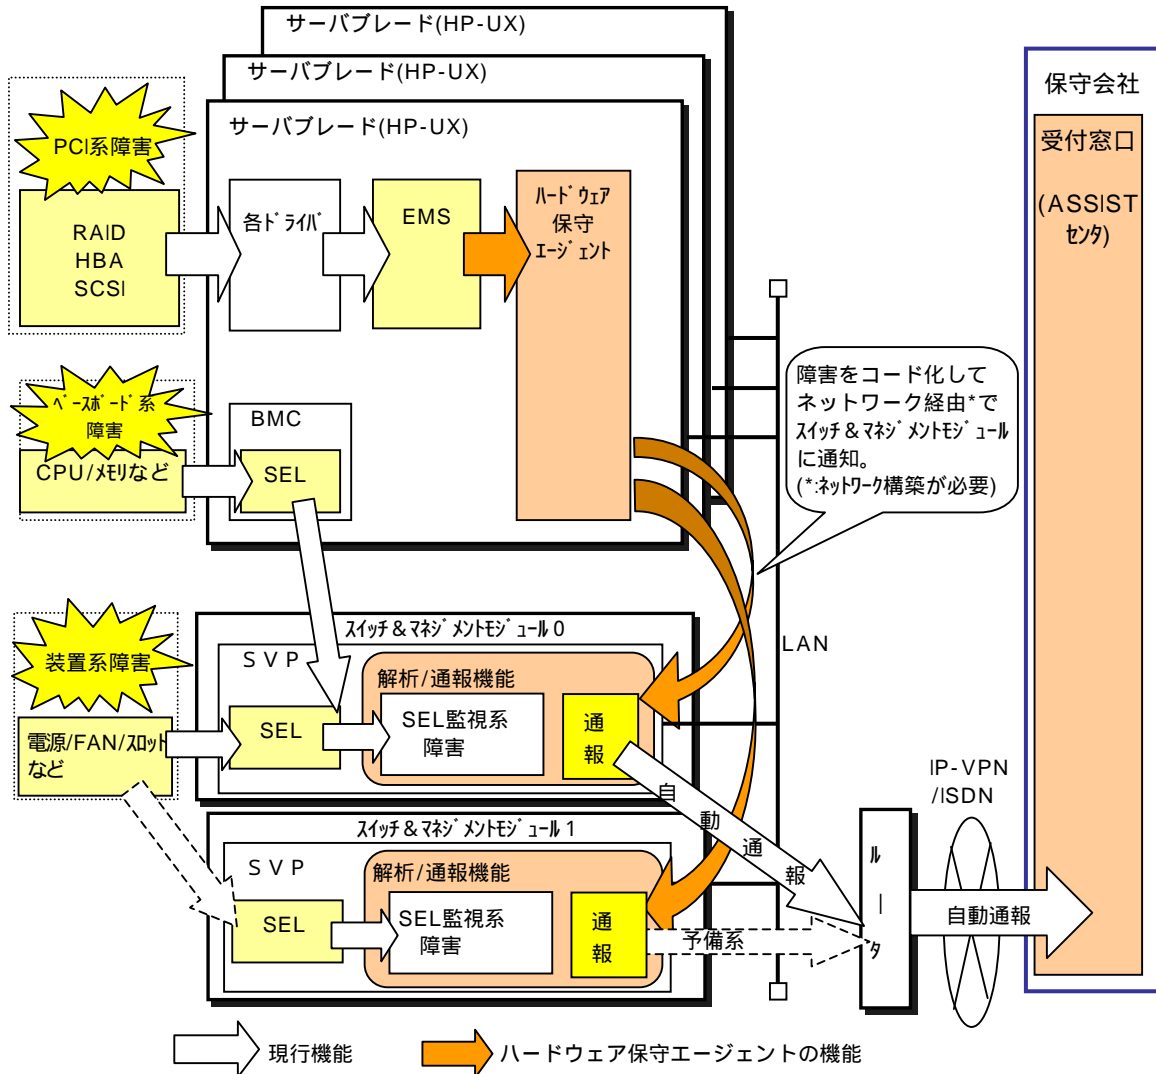 サーバブレード(HP-UX)
サーバブレード(HP-UX)
サーバブレード(HP-UX)
PCI系障害
RAID
HBA
SCSI
各ﾄﾞﾗｲﾊﾞ
EMS
ﾊｰﾄﾞｳｪｱ
保守
ｴｰｼﾞｪﾝﾄ
ﾍﾞｰｽﾎﾞｰﾄﾞ系
障害
CPU/ﾒﾓﾘなど
BMC
SEL
障害をコード化して
ネットワーク経由*で
ｽｲｯﾁ＆ﾏﾈｼﾞﾒﾝﾄﾓｼﾞｭｰﾙ
に通知。
(*:ﾈｯﾄﾜｰｸ構築が必要)
保守会社
受付窓口
(ASSIST
ｾﾝﾀ)
LAN
装置系障害
電源/FAN/ｽﾛｯﾄ
など
ｽｲｯﾁ＆ﾏﾈｼﾞﾒﾝﾄﾓｼﾞｭｰﾙ0
ＳＶＰ
SEL
解析/通報機能
SEL監視系
障害
通
報
自
動
通
報
ｽｲｯﾁ＆ﾏﾈｼﾞﾒﾝﾄﾓｼﾞｭｰﾙ1
ＳＶＰ
SEL
解析/通報機能
SEL監視系
障害
通
報
予備系
ﾙ
｜
ﾀ
IP-VPN
/ISDN
自動通報
現行機能
ハードウェア保守エージェントの機能